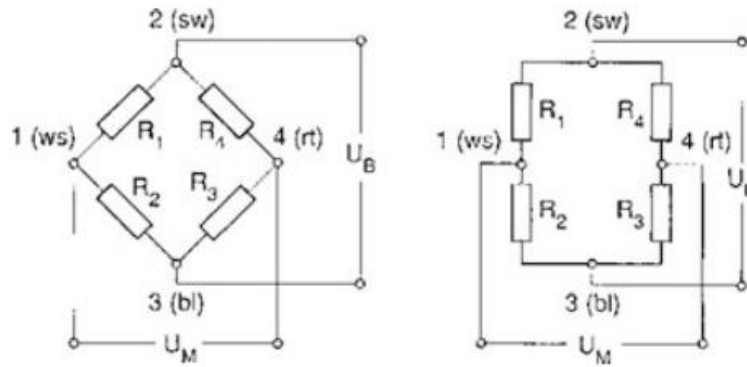 2 (sw)
2 (sw)
1 (ws)
R1
R4
4 (rt)
UB
1 (ws)
R1
R4
4 (rt)
R2
R3
R2
R3
3 (bl)
3 (bl)
UM
UM